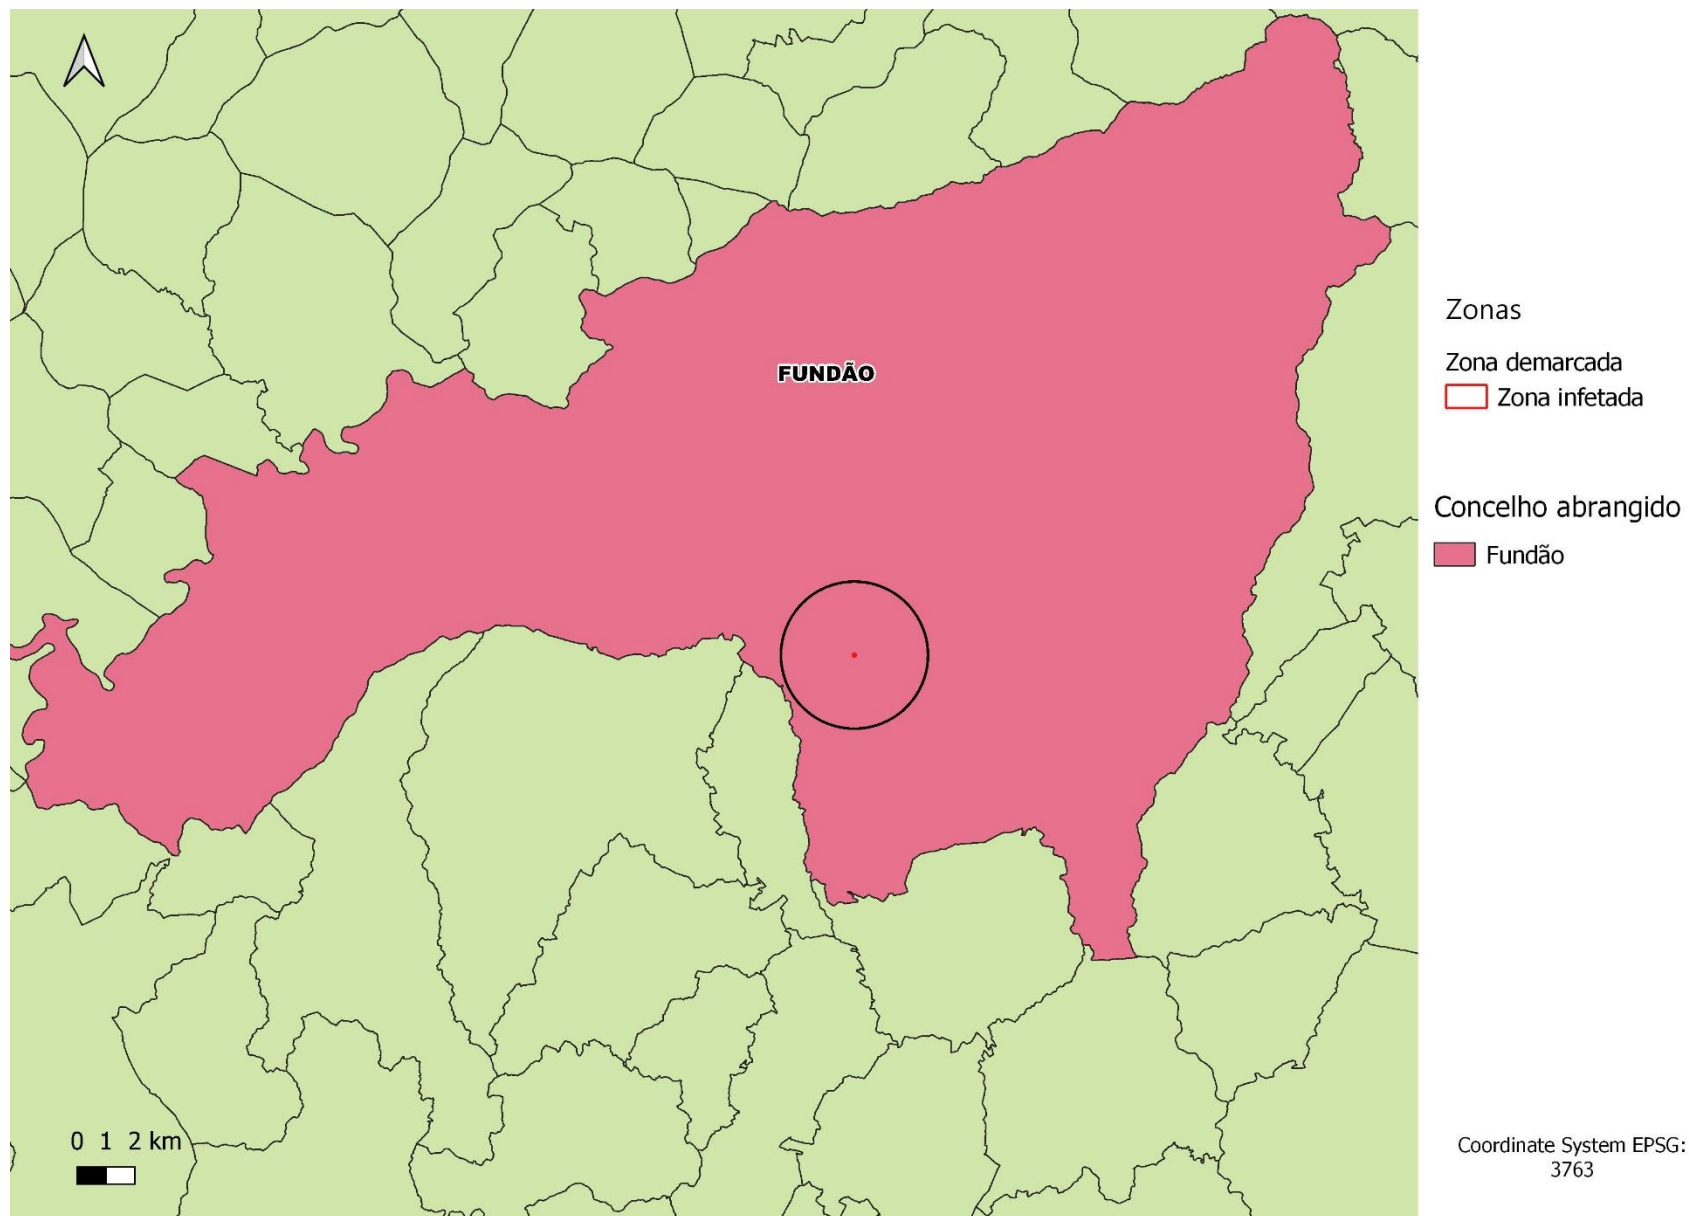 FUNDÃO
Zonas
Zona demarcada
Zona infetada
Concelho abrangido
Fundão
0 1 2 km
Coordinate System EPSG:
3763